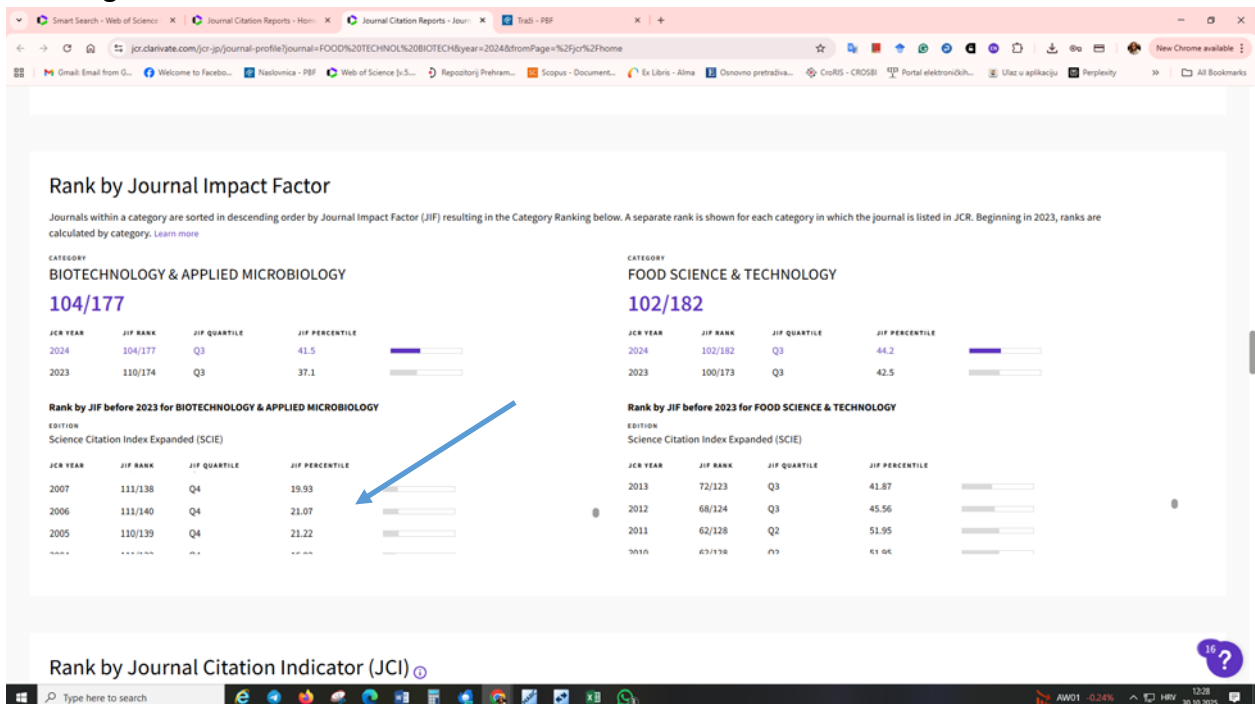 Smart Search - Web of Science
Journal Citation Reports - Hom
Journal Citation Reports - Journ
Traži - PBF
jcr.clarivate.com/jcr-jp/journal-profile?journal=FOOD%20TECHNOL%20BIOTECH&year=2024&fromPage=%2Fjcr%2Fhome
New Chrome available
Gmail: Email from G...
Welcome to Facebo...
Naslovnica - PBF
Web of Science [v.5....
Repozitorij Prehram...
Scopus - Document...
Ex Libris - Alma
Osnovno pretraživa...
CroRIS - CROSBI
Portal elektroničkih...
Ulaz u aplikaciju
Perplexity
All Bookmarks
Rank by Journal Impact Factor
Journals within a category are sorted in descending order by Journal Impact Factor (JIF) resulting in the Category Ranking below. A separate rank is shown for each category in which the journal is listed in JCR. Beginning in 2023, ranks are
calculated by category. Learn more
CATEGORY
BIOTECHNOLOGY & APPLIED MICROBIOLOGY
104/177
JCR YEAR JIF RANK JIF QUARTILE JIF PERCENTILE
2024 104/177 Q3 41.5
2023 110/174 Q3 37.1
Rank by JIF before 2023 for BIOTECHNOLOGY & APPLIED MICROBIOLOGY
EDITION
Science Citation Index Expanded (SCIE)
JCR YEAR JIF RANK JIF QUARTILE JIF PERCENTILE
2007 111/138 Q4 19.93
2006 111/140 Q4 21.07
2005 110/139 Q4 21.22
CATEGORY
FOOD SCIENCE & TECHNOLOGY
102/182
JCR YEAR JIF RANK JIF QUARTILE JIF PERCENTILE
2024 102/182 Q3 44.2
2023 100/173 Q3 42.5
Rank by JIF before 2023 for FOOD SCIENCE & TECHNOLOGY
EDITION
Science Citation Index Expanded (SCIE)
JCR YEAR JIF RANK JIF QUARTILE JIF PERCENTILE
2013 72/123 Q3 41.87
2012 68/124 Q3 45.56
2011 62/128 Q2 51.95
2010 62/128 Q2 51.95
Rank by Journal Citation Indicator (JCI)
16
?
Type here to search
AW01 -0.24%
HRV
12:28
30.10.2025.